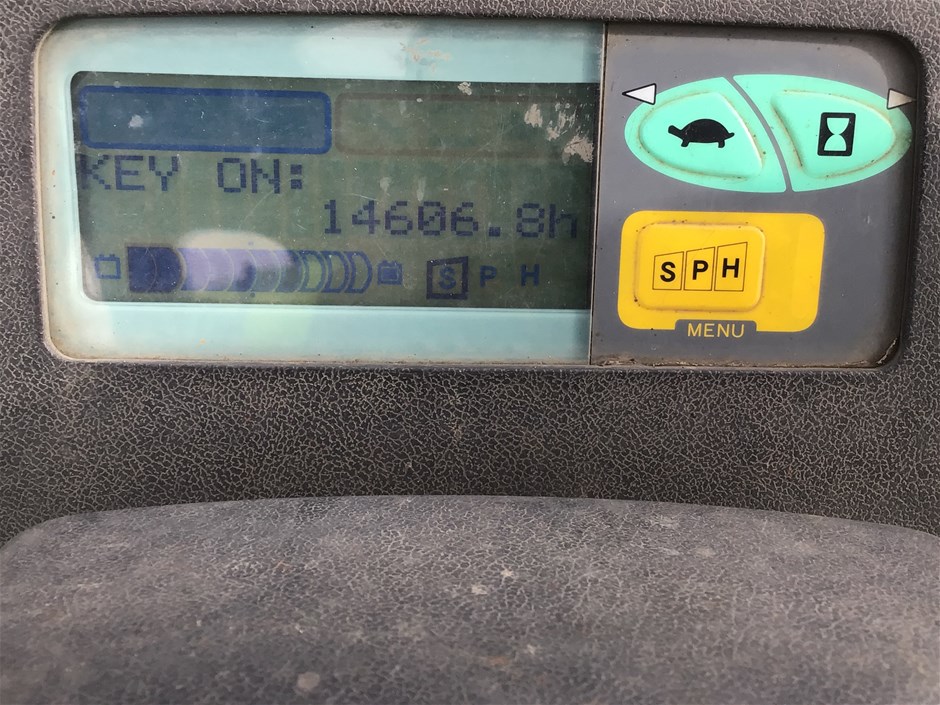 KEY ON:
14606.8h
S P H
SPH
MENU